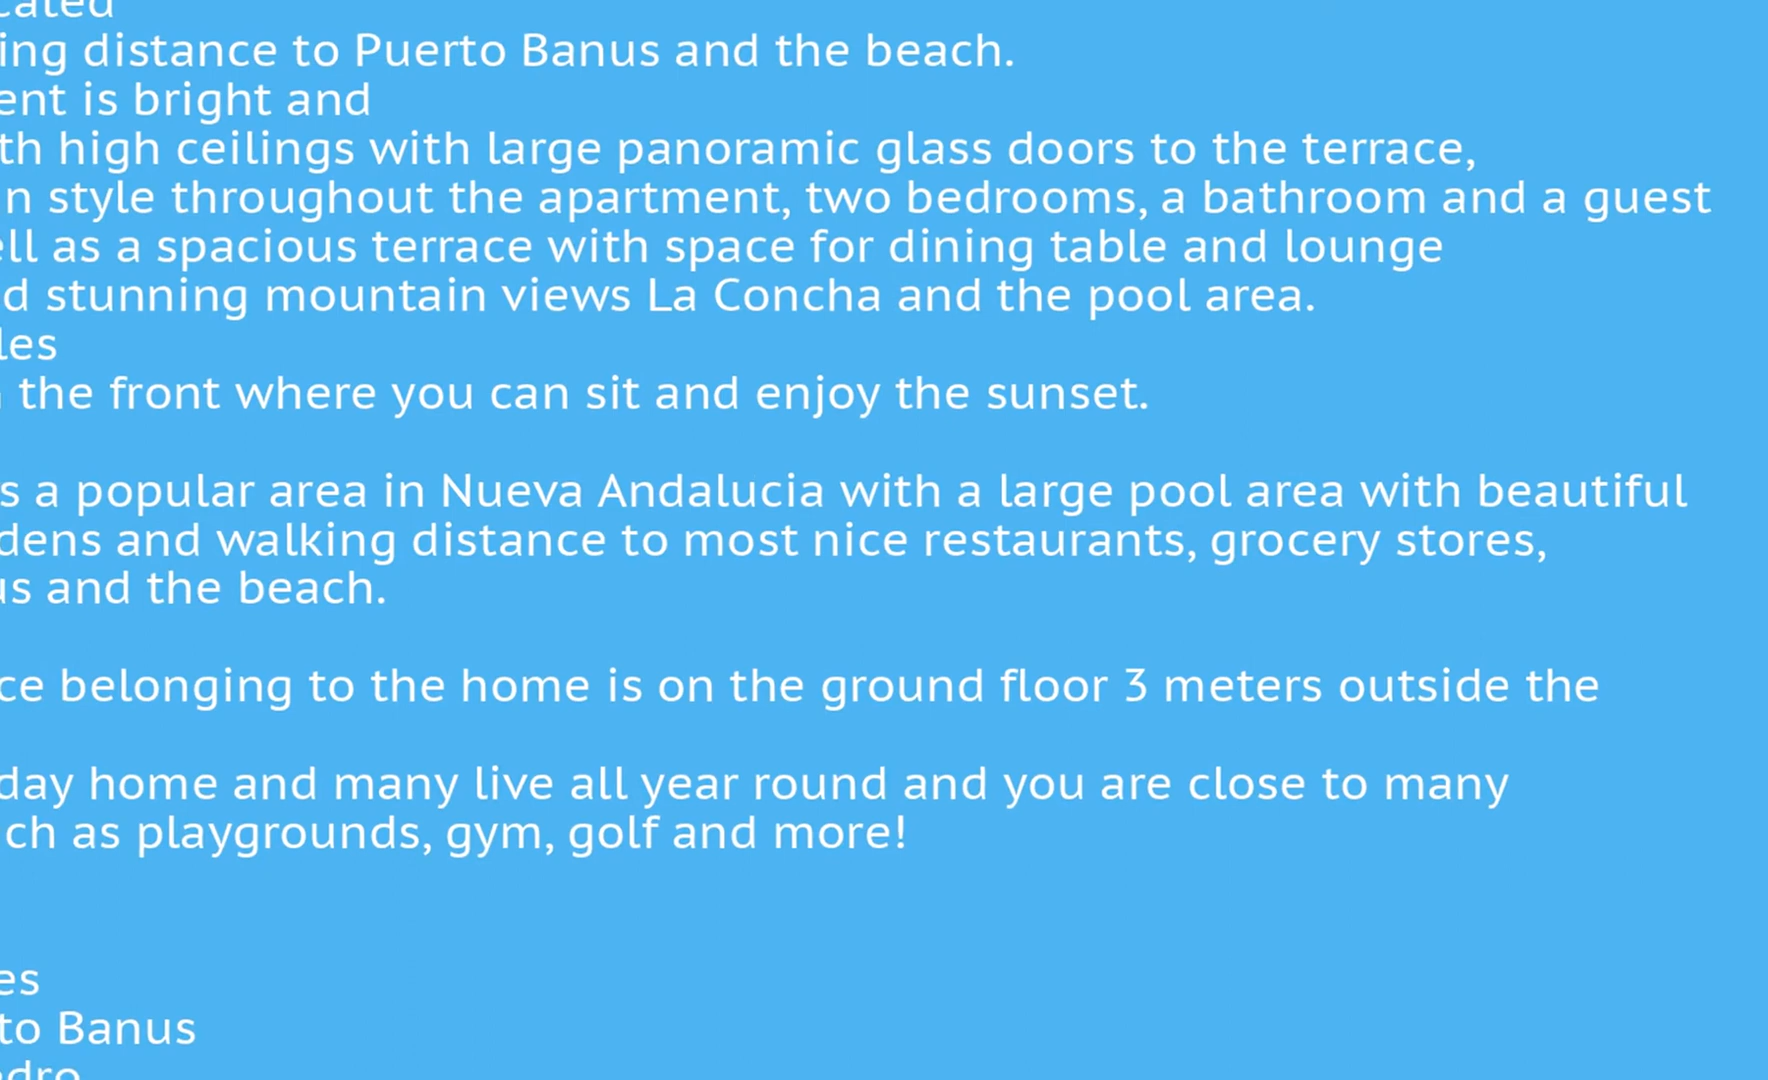 cated
ing distance to Puerto Banus and the beach.
ent is bright and
th high ceilings with large panoramic glass doors to the terrace,
n style throughout the apartment, two bedrooms, a bathroom and a guest
ell as a spacious terrace with space for dining table and lounge
d stunning mountain views La Concha and the pool area.
les
the front where you can sit and enjoy the sunset.
s a popular area in Nueva Andalucia with a large pool area with beautiful
dens and walking distance to most nice restaurants, grocery stores,
us and the beach.
ce belonging to the home is on the ground floor 3 meters outside the
day home and many live all year round and you are close to many
ch as playgrounds, gym, golf and more!
es
to Banus
edro